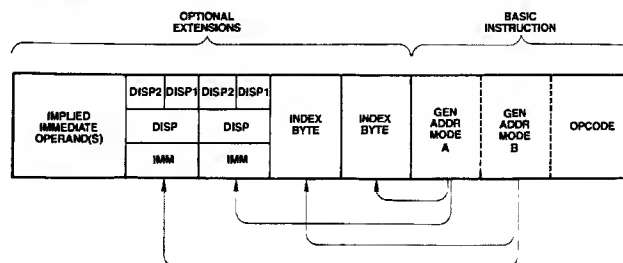 OPTIONAL
EXTENSIONS
BASIC
INSTRUCTION
IMPLIED
IMMEDIATE
OPERAND(S)
DISP2 DISP1 DISP2 DISP1
DISP DISP
IMM IMM
INDEX
BYTE
INDEX
BYTE
GEN
ADDR
MODE
A
GEN
ADDR
MODE
B
OPCODE